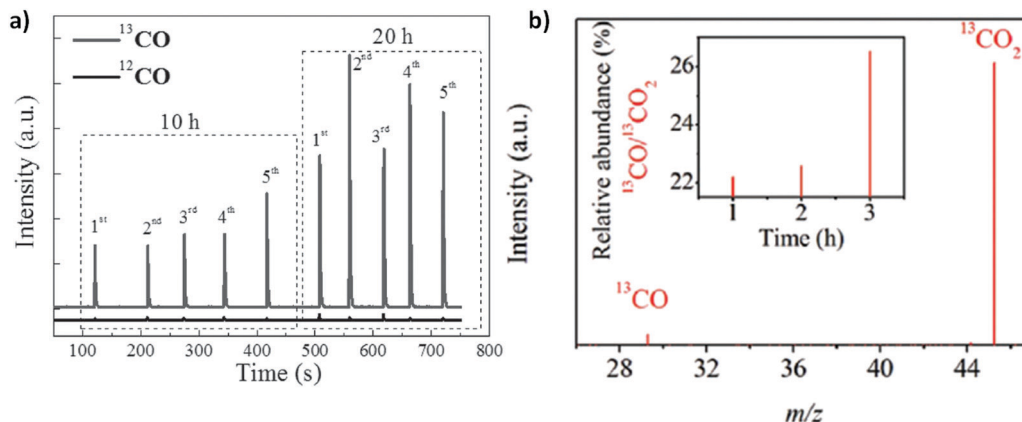 a)
¹³CO
¹²CO
10 h
20 h
1ˢᵗ
2ⁿᵈ
3ʳᵈ
4ᵗʰ
5ᵗʰ
1ˢᵗ
2ⁿᵈ
3ʳᵈ
4ᵗʰ
5ᵗʰ
Intensity (a.u.)
100 200 300 400 500 600 700 800
Time (s)
b)
Intensity (a.u.)
¹³CO
¹³CO₂
Relative abundance (%)
¹³CO/¹³CO₂
26
24
22
1 2 3
Time (h)
28 32 36 40 44
m/z